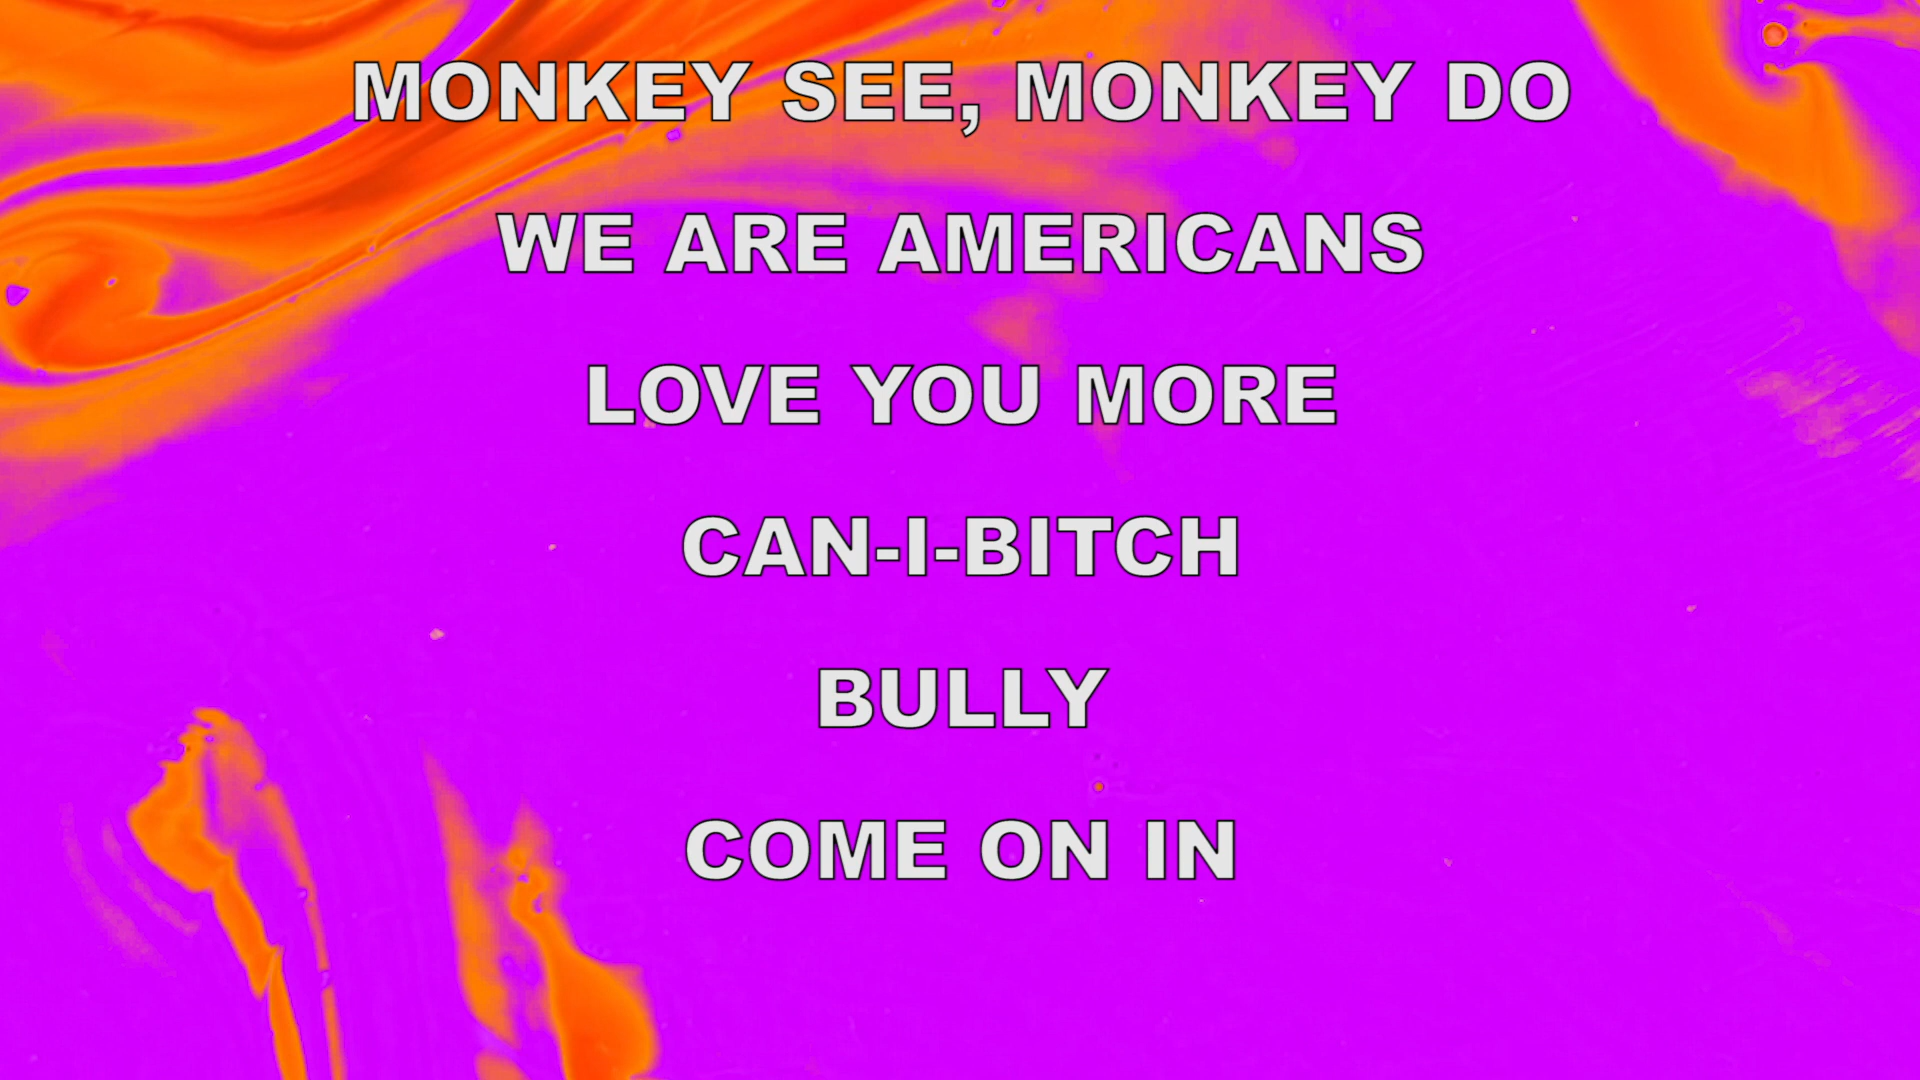 MONKEY SEE, MONKEY DO
WE ARE AMERICANS
LOVE YOU MORE
CAN-I-BITCH
BULLY
COME ON IN